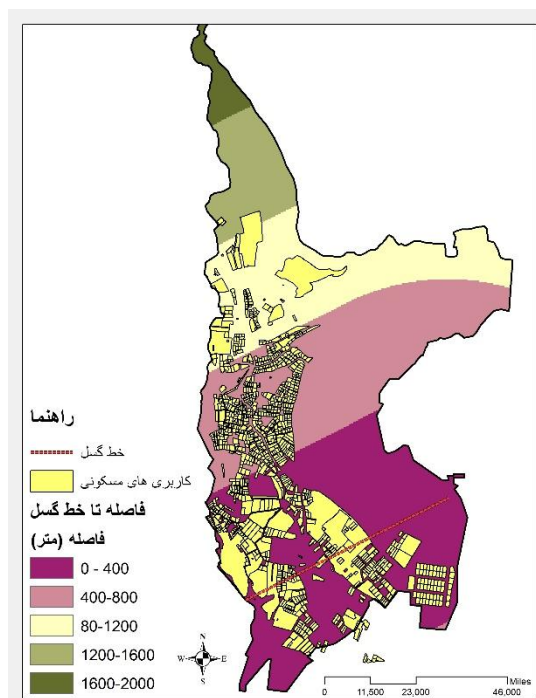 راهنما
خط گسل
کاربری های مسکونی
فاصله تا خط گسل
فاصله (متر)
0 - 400
400-800
80-1200
1200-1600
1600-2000
N
W E
S
Miles
0 11,500 23,000 46,000